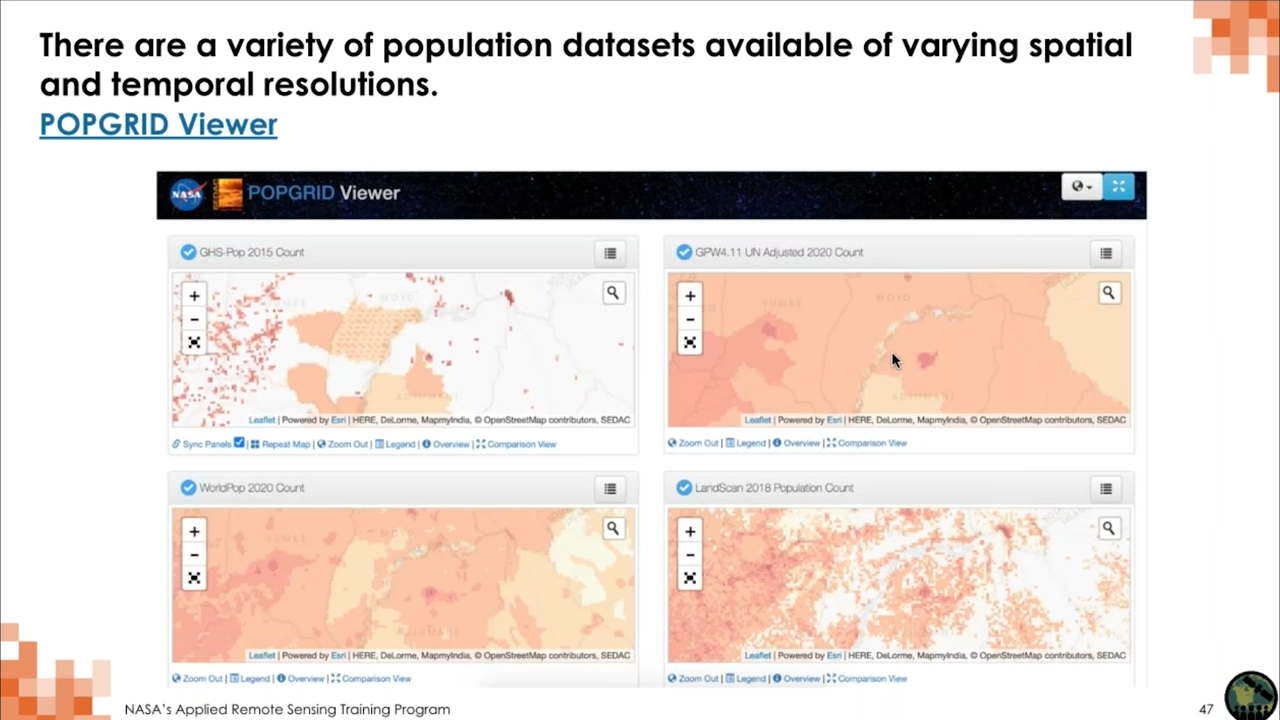 There are a variety of population datasets available of varying spatial
and temporal resolutions.
POPGRID Viewer
NASA
POPGRID Viewer
GHS-Pop 2015 Count
+
−
MOYO
Leaflet | Powered by Esri | HERE, DeLorme, MapmyIndia, © OpenStreetMap contributors, SEDAC
Sync Panels | Repeat Map | Zoom Out | Legend | Overview | Comparison View
GPW4.11 UN Adjusted 2020 Count
+
−
YUMBE MOYO
Leaflet | Powered by Esri | HERE, DeLorme, MapmyIndia, © OpenStreetMap contributors, SEDAC
Zoom Out | Legend | Overview | Comparison View
WorldPop 2020 Count
+
−
Leaflet | Powered by Esri | HERE, DeLorme, MapmyIndia, © OpenStreetMap contributors, SEDAC
Zoom Out | Legend | Overview | Comparison View
LandScan 2018 Population Count
+
−
Leaflet | Powered by Esri | HERE, DeLorme, MapmyIndia, © OpenStreetMap contributors, SEDAC
Zoom Out | Legend | Overview | Comparison View
NASA's Applied Remote Sensing Training Program
47